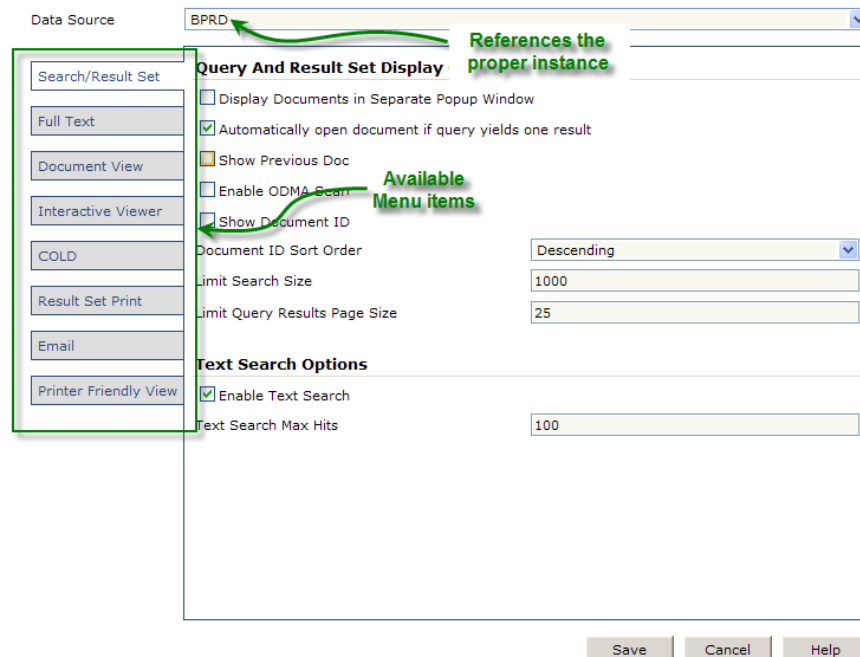 Data Source
BPRD
References the
proper instance
Search/Result Set
Full Text
Document View
Interactive Viewer
COLD
Result Set Print
Email
Printer Friendly View
Available
Menu items
Query And Result Set Display
Display Documents in Separate Popup Window
Automatically open document if query yields one result
Show Previous Doc
Enable ODMA Scan
Show Document ID
Document ID Sort Order
Descending
Limit Search Size
1000
Limit Query Results Page Size
25
Text Search Options
Enable Text Search
Text Search Max Hits
100
Save
Cancel
Help